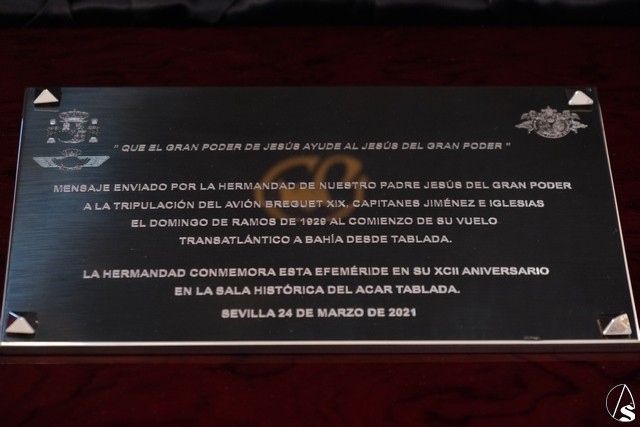 " QUE EL GRAN PODER DE JESÚS AYUDE AL JESÚS DEL GRAN PODER "
MENSAJE ENVIADO POR LA HERMANDAD DE NUESTRO PADRE JESÚS DEL GRAN PODER
A LA TRIPULACIÓN DEL AVIÓN BREGUET XIX, CAPITANES JIMÉNEZ E IGLESIAS
EL DOMINGO DE RAMOS DE 1929 AL COMIENZO DE SU VUELO
TRANSATLÁNTICO A BAHÍA DESDE TABLADA.
LA HERMANDAD CONMEMORA ESTA EFEMÉRIDE EN SU XCII ANIVERSARIO
EN LA SALA HISTÓRICA DEL ACAR TABLADA.
SEVILLA 24 DE MARZO DE 2021